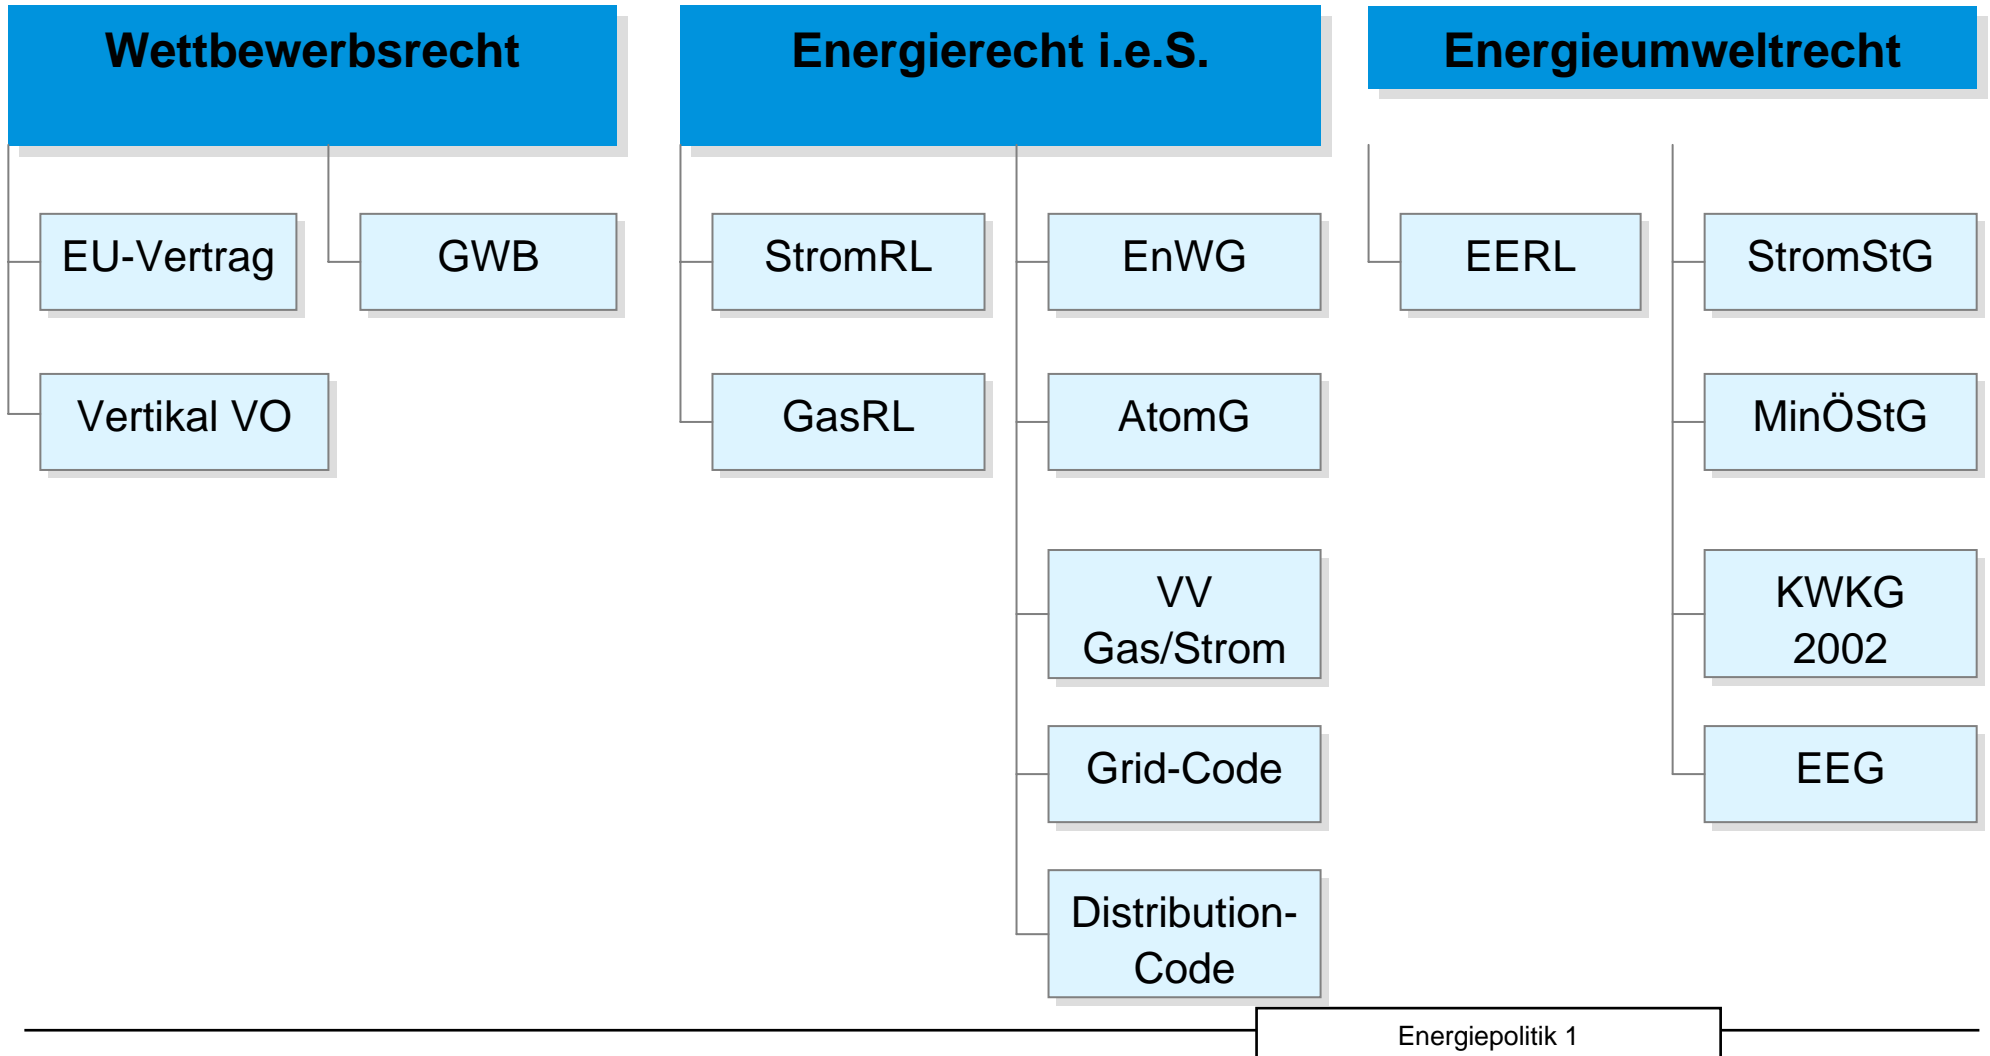 Wettbewerbsrecht
EU-Vertrag
GWB
Vertikal VO
Energierecht i.e.S.
StromRL
EnWG
GasRL
AtomG
VV
Gas/Strom
Grid-Code
Distribution-
Code
Energieumweltrecht
EERL
StromStG
MinÖStG
KWKG
2002
EEG
Energiepolitik 1